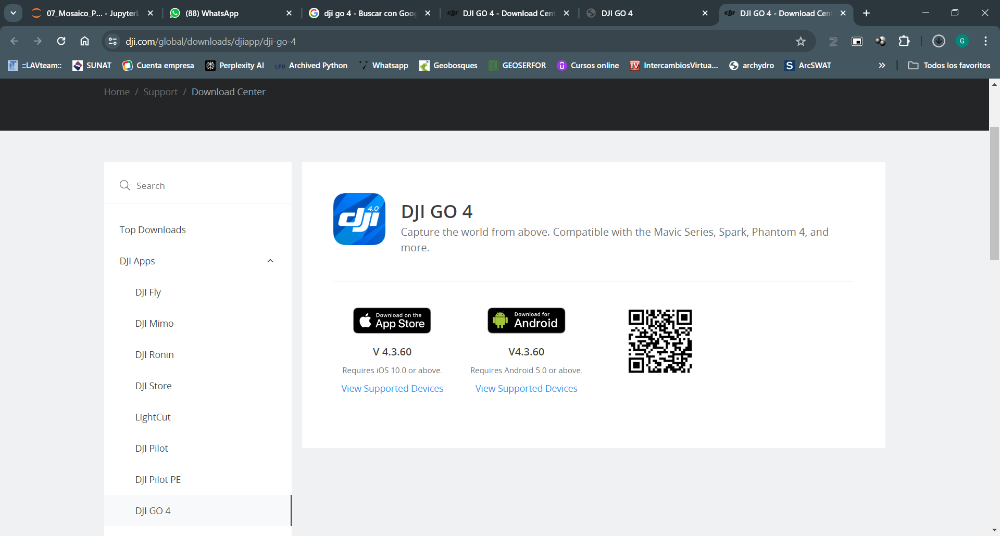 07_Mosaico_P... - JupyterL
(88) WhatsApp
dji go 4 - Buscar con Goog
DJI GO 4 - Download Cent
DJI GO 4
DJI GO 4 - Download Cent
dji.com/global/downloads/djiapp/dji-go-4
G
::LAVteam::
SUNAT
Cuenta empresa
Perplexity AI
LFD
Archived Python
Whatsapp
Geobosques
GEOSERFOR
Cursos online
IntercambiosVirtua...
archydro
S
ArcSWAT
Todos los favoritos
Home / Support / Download Center
Search
Top Downloads
DJI Apps
DJI Fly
DJI Mimo
DJI Ronin
DJI Store
LightCut
DJI Pilot
DJI Pilot PE
DJI GO 4
4.0
dji
DJI GO 4
Capture the world from above. Compatible with the Mavic Series, Spark, Phantom 4, and
more.
Download on the
App Store
V 4.3.60
Requires iOS 10.0 or above.
View Supported Devices
Download for
Android
V4.3.60
Requires Android 5.0 or above.
View Supported Devices